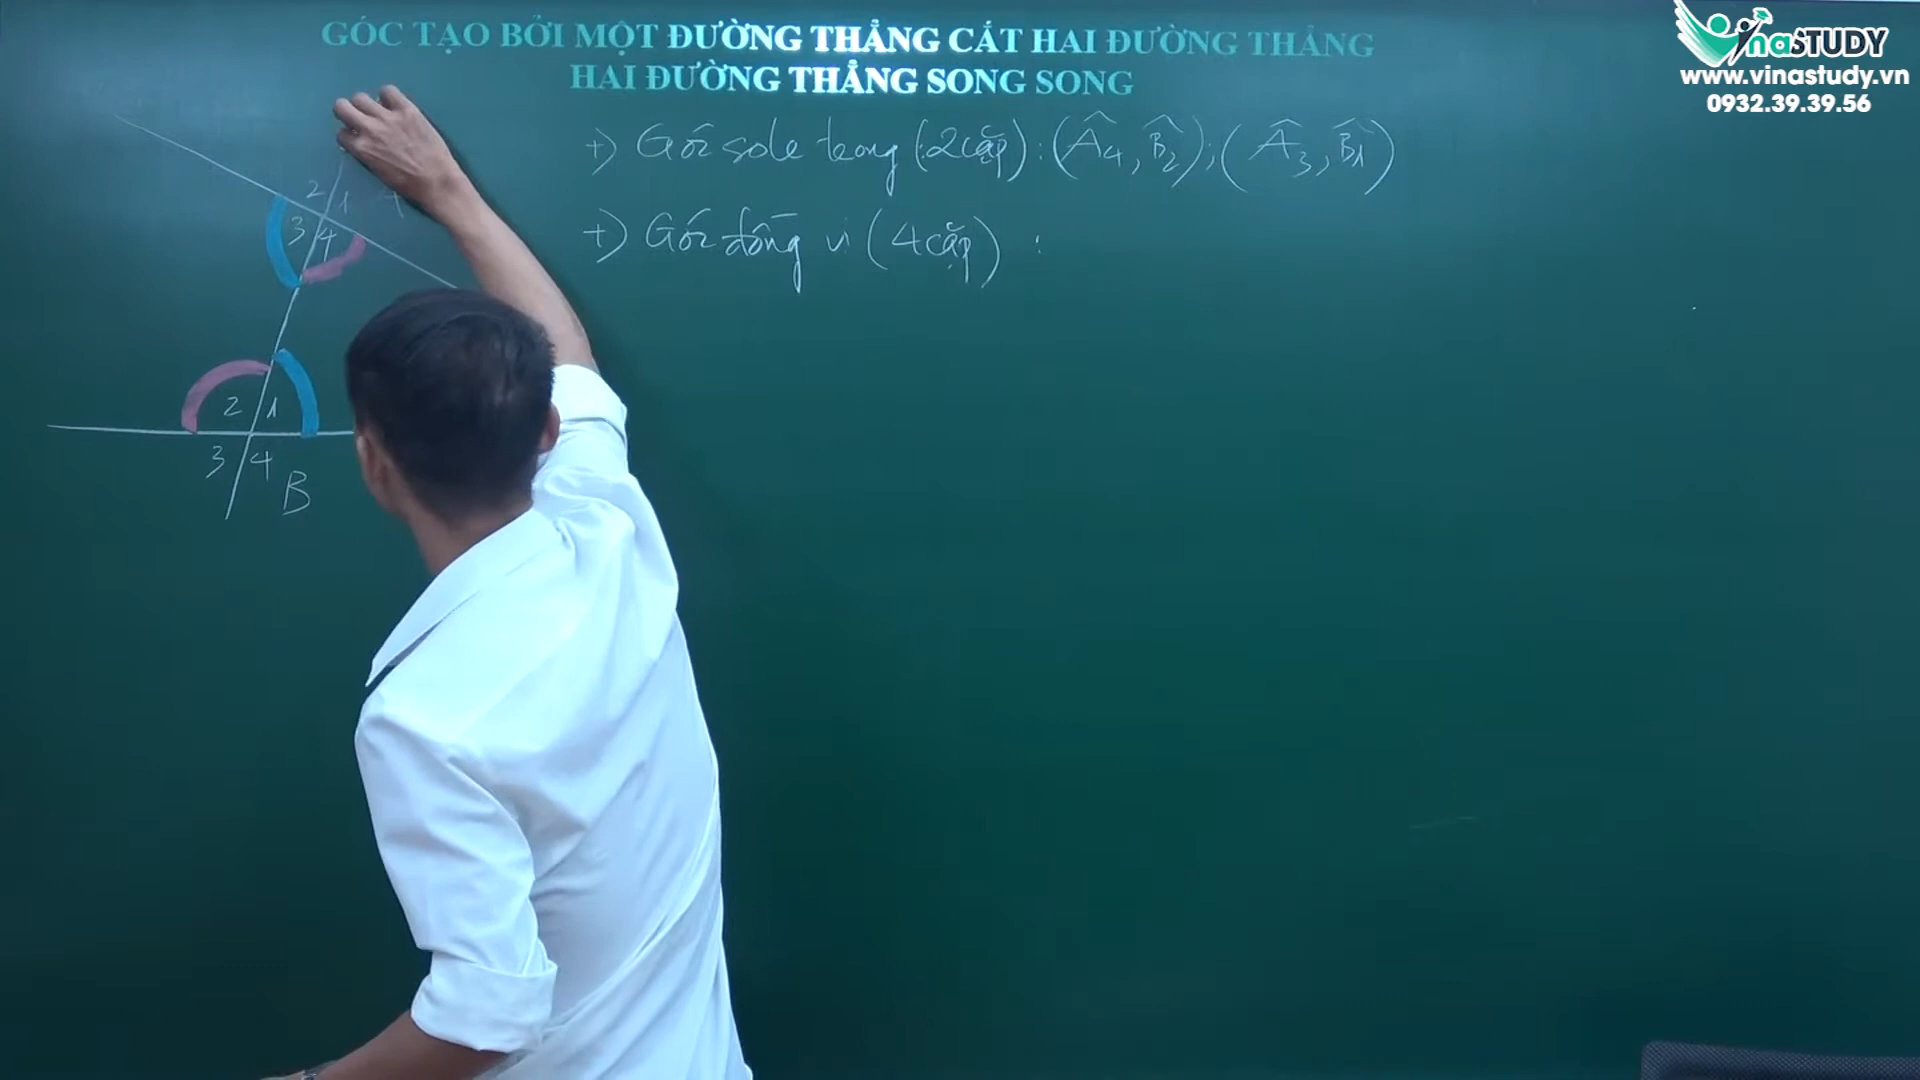 GÓC TẠO BỞI MỘT ĐƯỜNG THẲNG CẮT HAI ĐƯỜNG THẲNG
HAI ĐƯỜNG THẲNG SONG SONG
VinaSTUDY
www.vinastudy.vn
0932.39.39.56
+) Góc sole trong (2 cặp): (Â4, B̂2); (Â3, B̂1)
+) Góc đồng vị (4 cặp) :
2 1 A
3 4
2 1
3 4
B